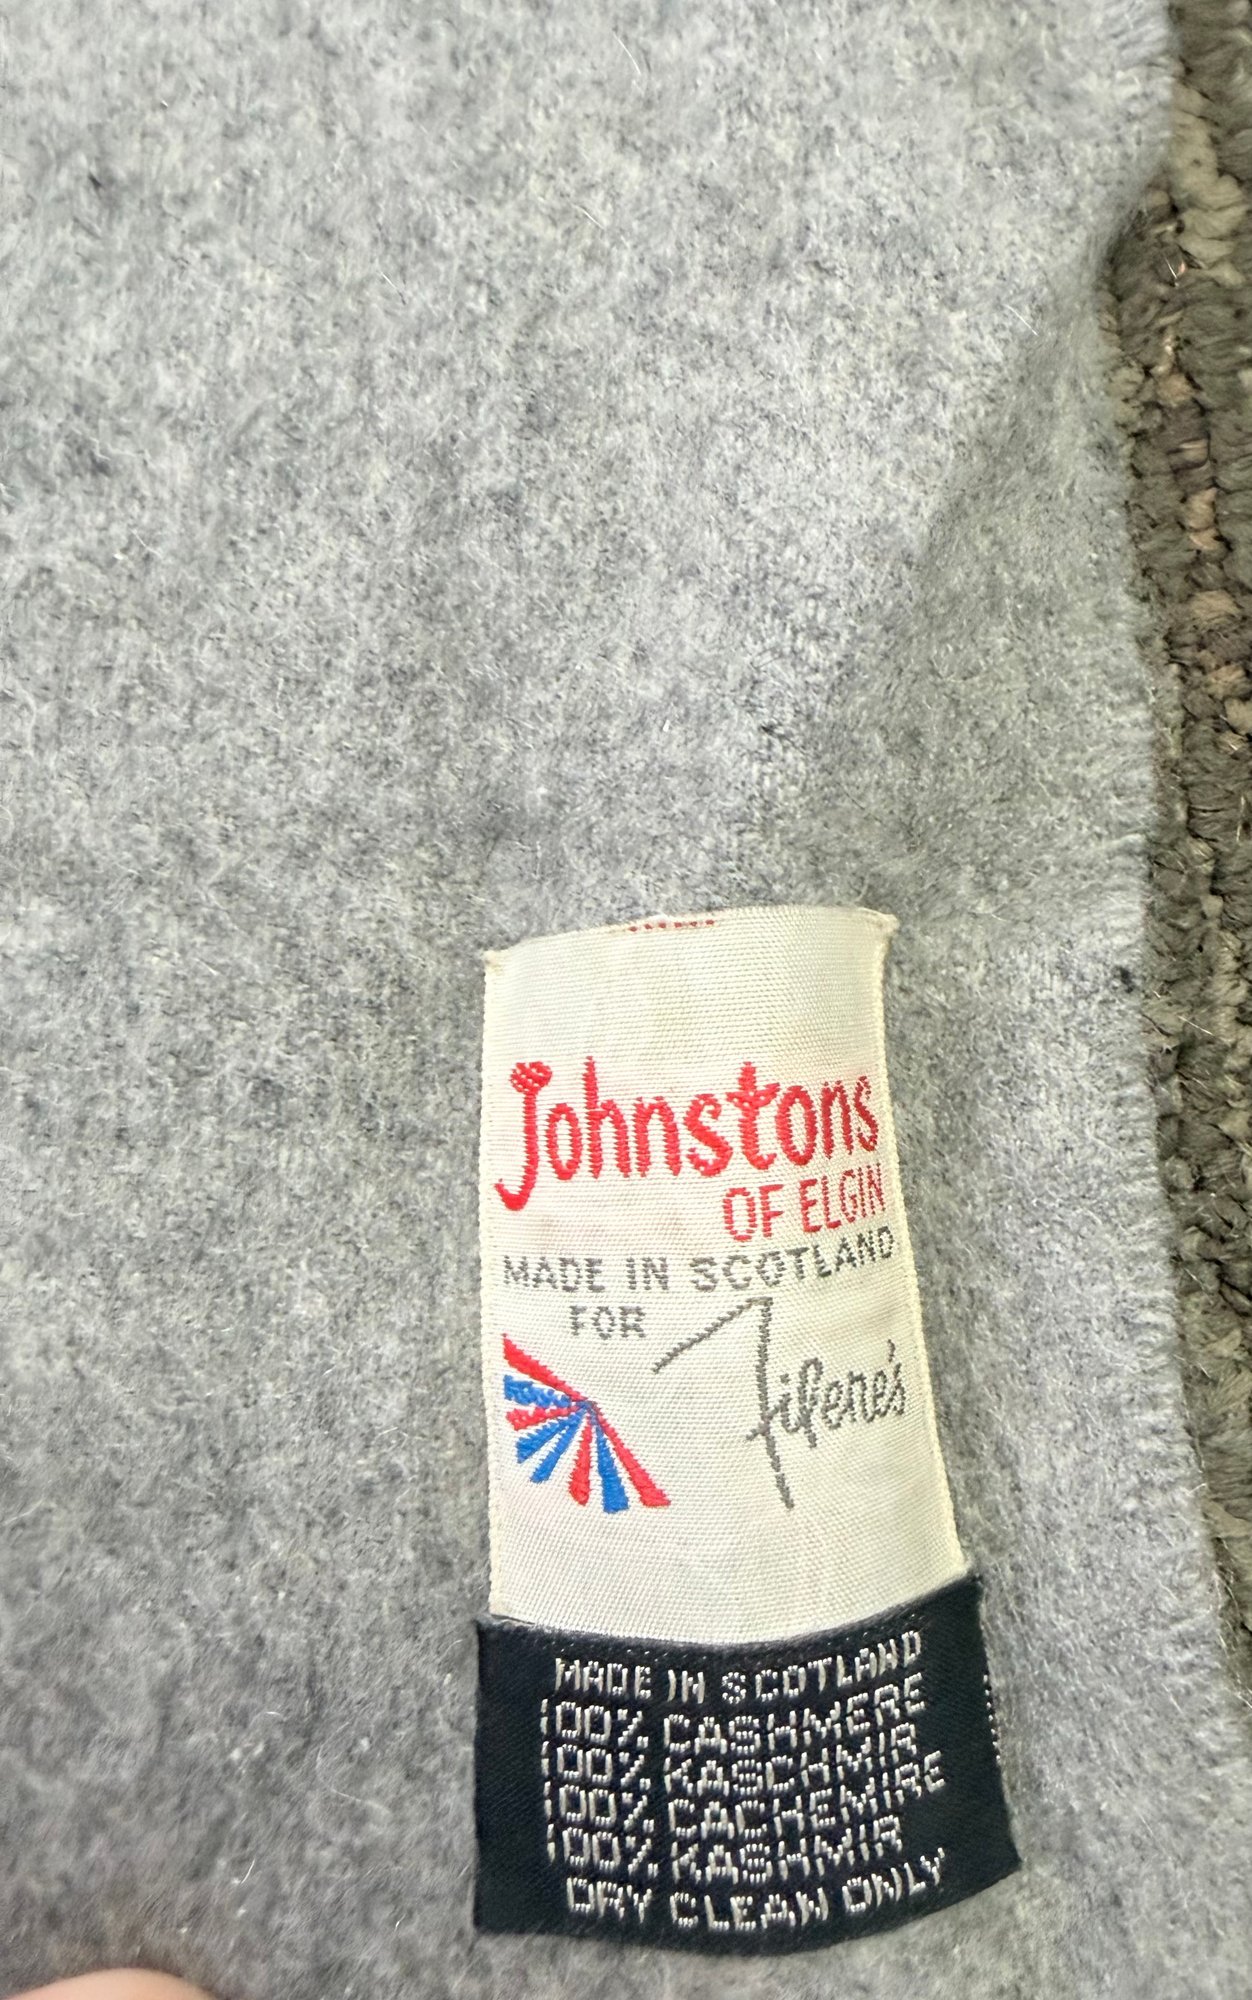 Johnstons
OF ELGIN
MADE IN SCOTLAND
FOR Filene's
MADE IN SCOTLAND
100% CASHMERE
100% KASCHMIR
100% CACHEMIRE
100% KASHMIR
DRY CLEAN ONLY